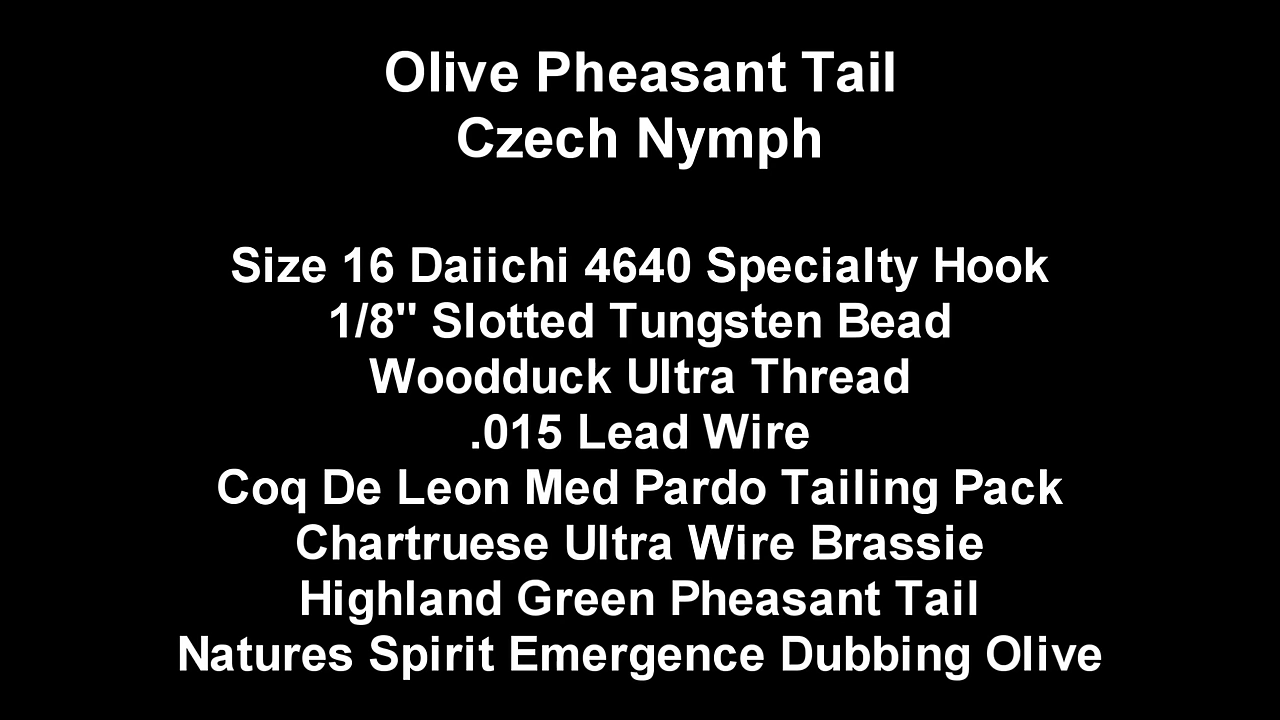 Olive Pheasant Tail
Czech Nymph
Size 16 Daiichi 4640 Specialty Hook
1/8" Slotted Tungsten Bead
Woodduck Ultra Thread
.015 Lead Wire
Coq De Leon Med Pardo Tailing Pack
Chartruese Ultra Wire Brassie
Highland Green Pheasant Tail
Natures Spirit Emergence Dubbing Olive